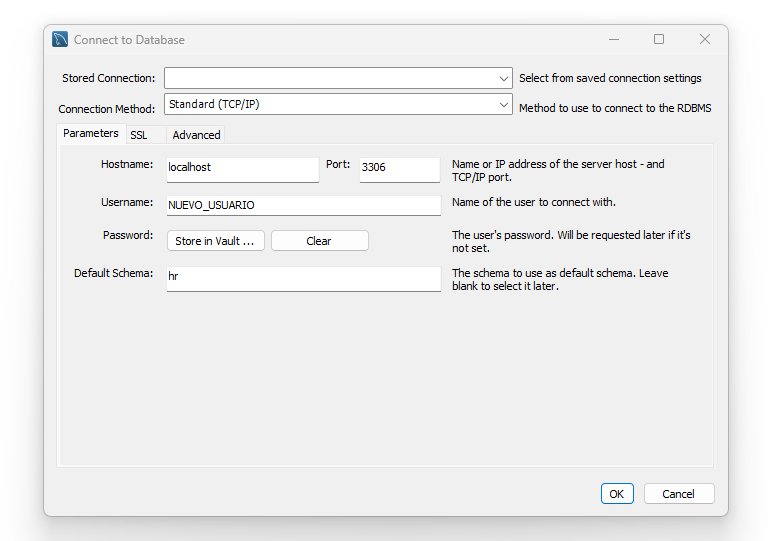 Connect to Database
Stored Connection: Select from saved connection settings
Connection Method: Standard (TCP/IP) Method to use to connect to the RDBMS
Parameters SSL Advanced
Hostname: localhost Port: 3306 Name or IP address of the server host - and
TCP/IP port.
Username: NUEVO_USUARIO Name of the user to connect with.
Password: Store in Vault ... Clear The user's password. Will be requested later if it's
not set.
Default Schema: hr The schema to use as default schema. Leave
blank to select it later.
OK Cancel